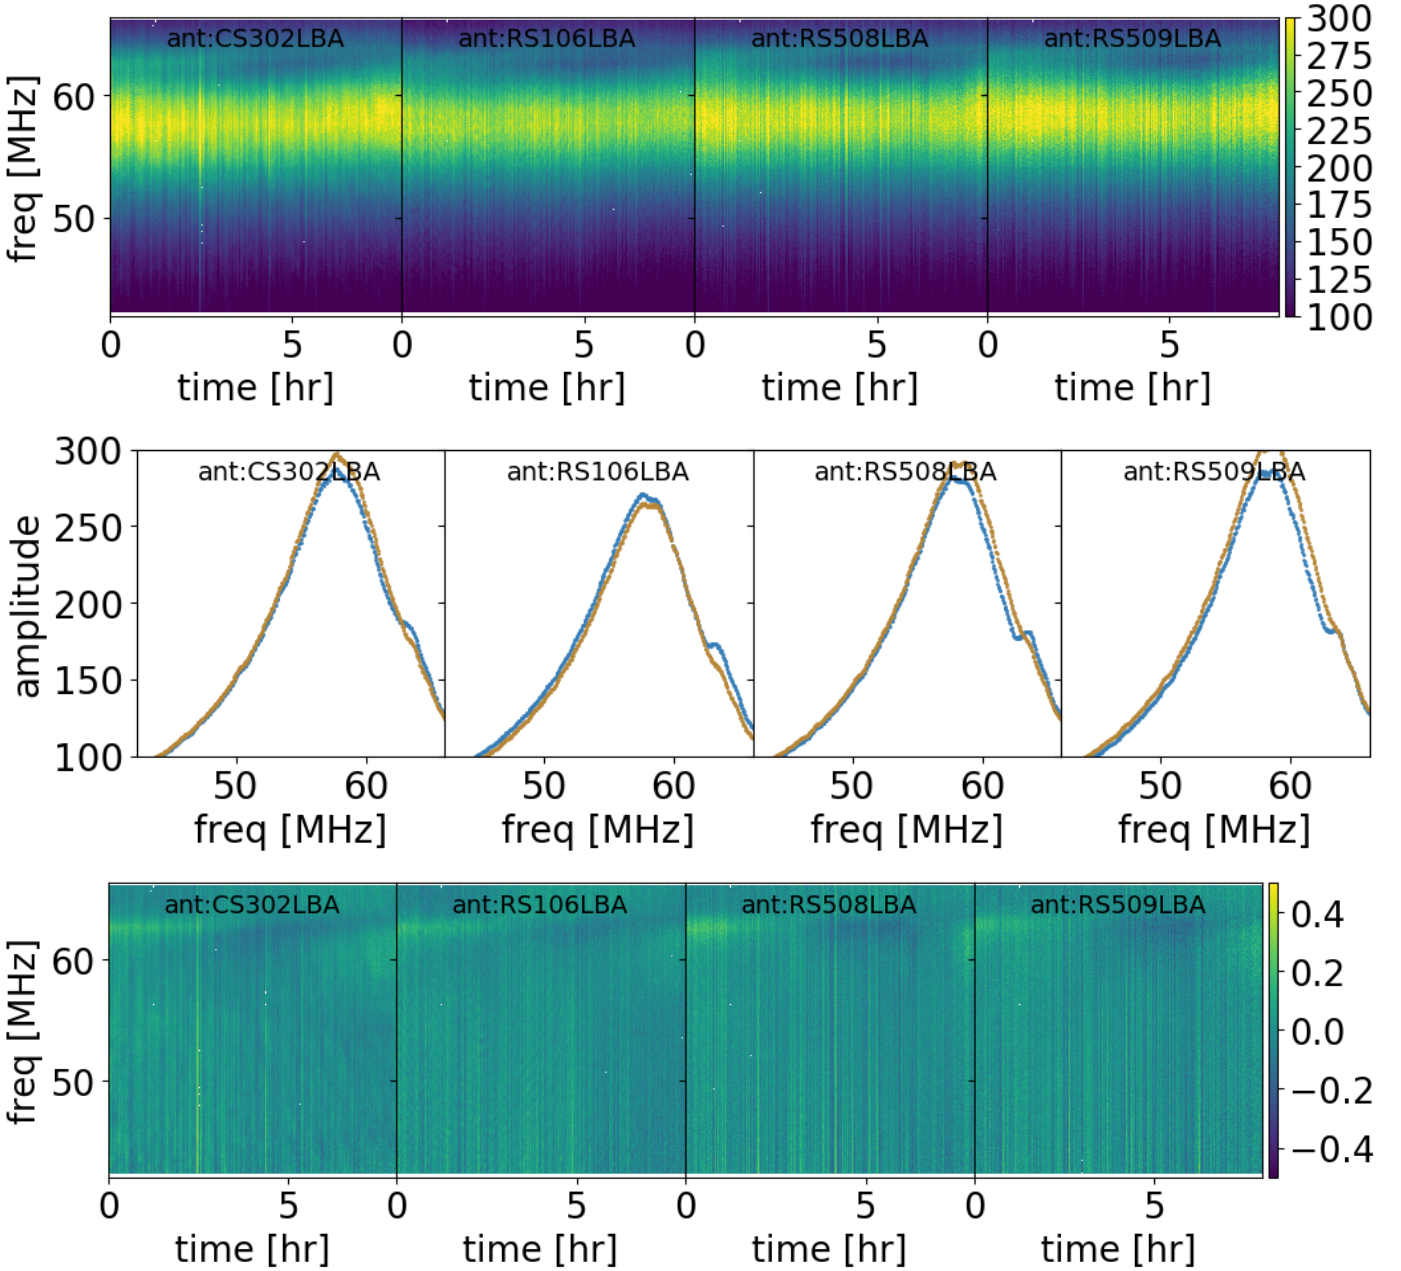 ant:CS302LBA ant:RS106LBA ant:RS508LBA ant:RS509LBA
freq [MHz]
60
50
300
275
250
225
200
175
150
125
100
0 5 0 5 0 5 0 5
time [hr] time [hr] time [hr] time [hr]
ant:CS302LBA ant:RS106LBA ant:RS508LBA ant:RS509LBA
amplitude
300
250
200
150
100
50 60 50 60 50 60 50 60
freq [MHz] freq [MHz] freq [MHz] freq [MHz]
ant:CS302LBA ant:RS106LBA ant:RS508LBA ant:RS509LBA
freq [MHz]
60
50
0.4
0.2
0.0
−0.2
−0.4
0 5 0 5 0 5 0 5
time [hr] time [hr] time [hr] time [hr]